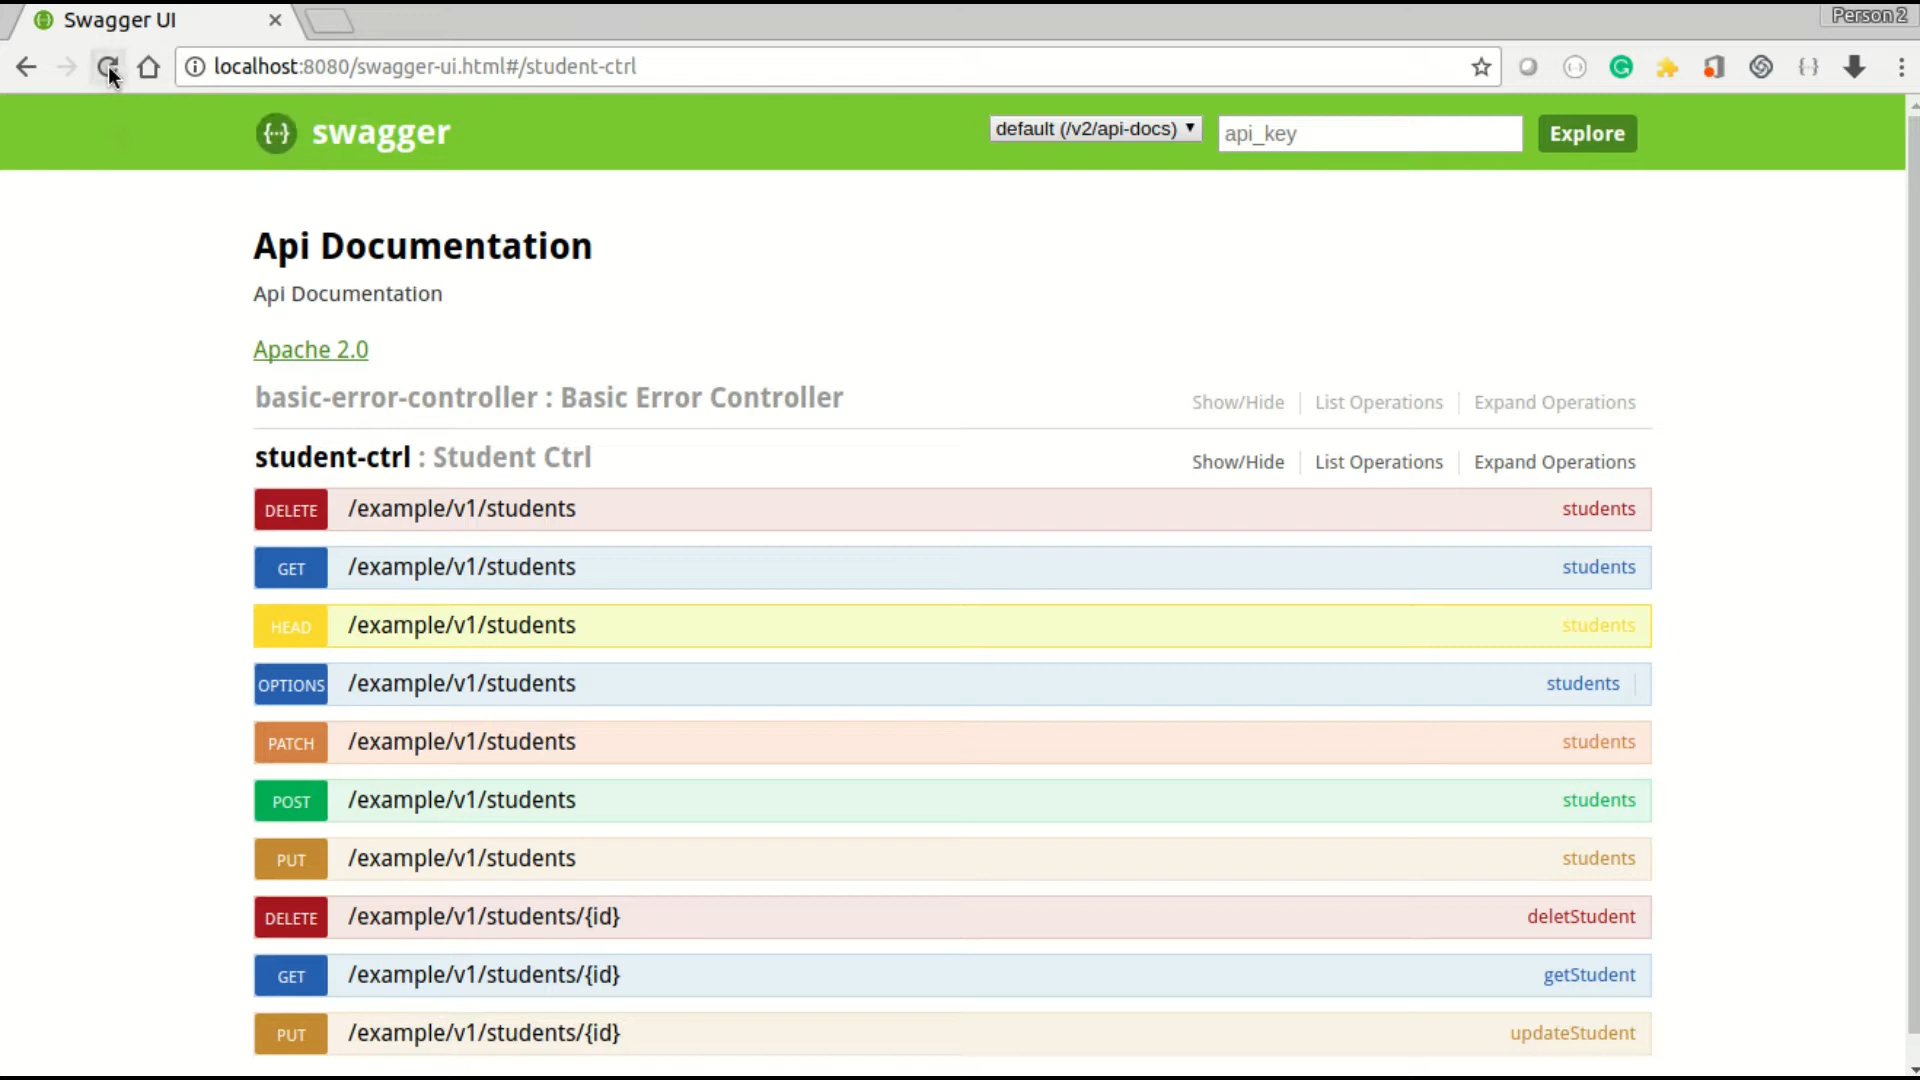 Swagger UI
Person 2
localhost:8080/swagger-ui.html#/student-ctrl
swagger
default (/v2/api-docs)
api_key
Explore
Api Documentation
Api Documentation
Apache 2.0
basic-error-controller : Basic Error Controller
Show/Hide
List Operations
Expand Operations
student-ctrl : Student Ctrl
Show/Hide
List Operations
Expand Operations
DELETE /example/v1/students students
GET /example/v1/students students
HEAD /example/v1/students students
OPTIONS /example/v1/students students
PATCH /example/v1/students students
POST /example/v1/students students
PUT /example/v1/students students
DELETE /example/v1/students/{id} deletStudent
GET /example/v1/students/{id} getStudent
PUT /example/v1/students/{id} updateStudent